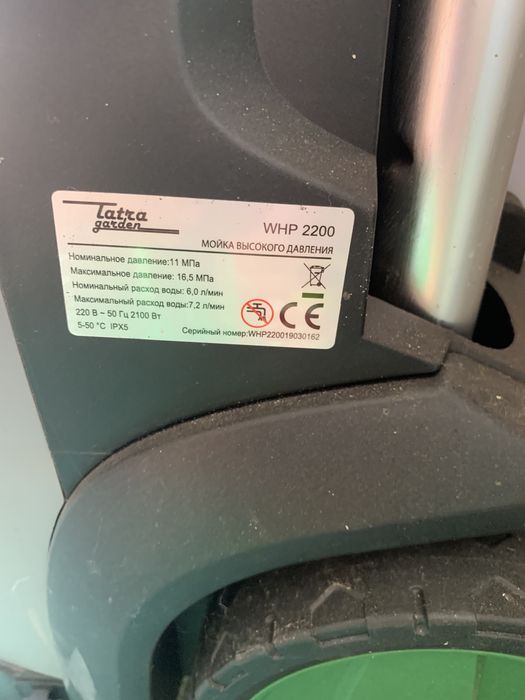 Tatra
garden
WHP 2200
МОЙКА ВЫСОКОГО ДАВЛЕНИЯ
Номинальное давление:11 МПа
Максимальное давление: 16,5 МПа
Номинальный расход воды: 6,0 л/мин
Максимальный расход воды:7,2 л/мин
220 В ~ 50 Гц 2100 Вт
5-50 °C IPX5
CE
Серийный номер:WHP220019030162